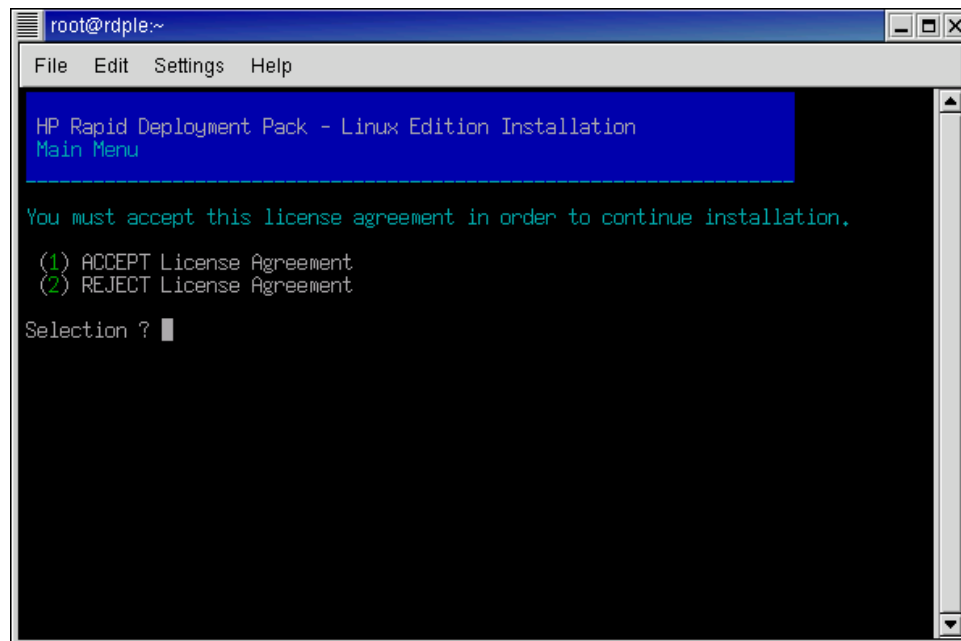 root@rdple:~
File Edit Settings Help
HP Rapid Deployment Pack - Linux Edition Installation
Main Menu
You must accept this license agreement in order to continue installation.
(1) ACCEPT License Agreement
(2) REJECT License Agreement
Selection ?